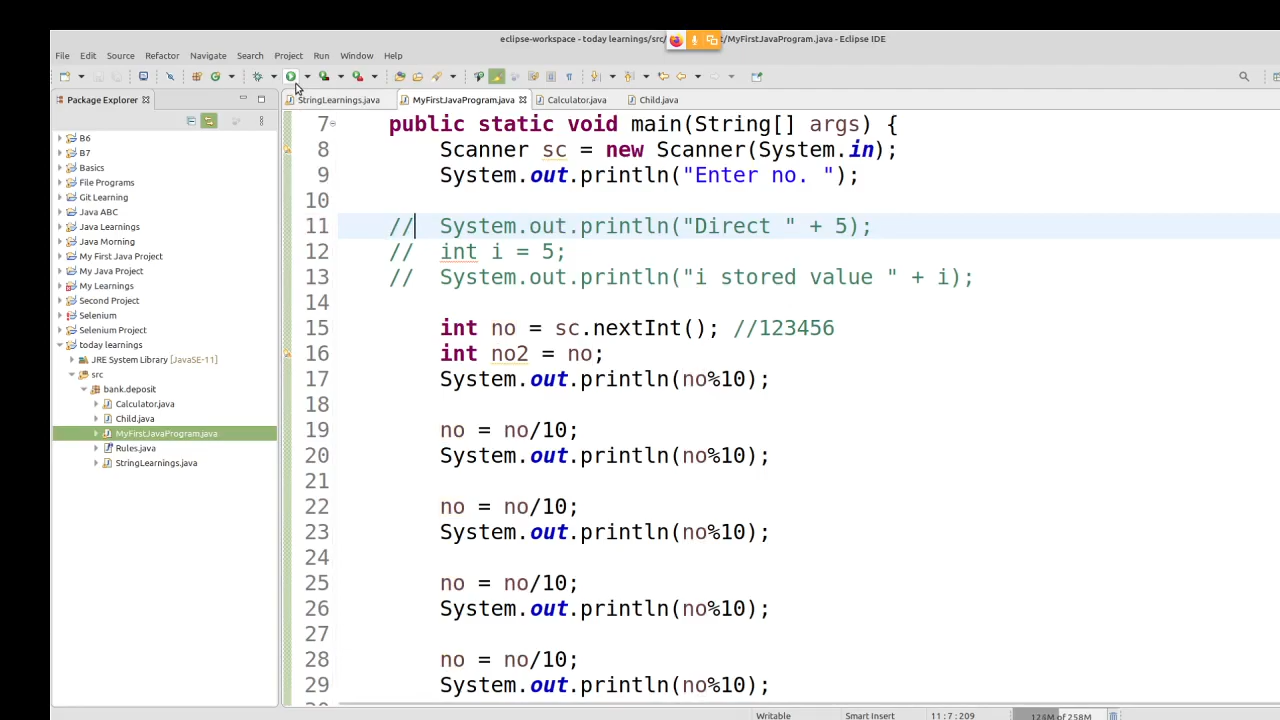 eclipse-workspace - today learnings/src/ t/MyFirstJavaProgram.java - Eclipse IDE
File Edit Source Refactor Navigate Search Project Run Window Help
Package Explorer
StringLearnings.java MyFirstJavaProgram.java Calculator.java Child.java
B6
B7
Basics
File Programs
Git Learning
Java ABC
Java Learnings
Java Morning
My First Java Project
My Java Project
My Learnings
Second Project
Selenium
Selenium Project
today learnings
JRE System Library [JavaSE-11]
src
bank.deposit
Calculator.java
Child.java
MyFirstJavaProgram.java
Rules.java
StringLearnings.java
7 public static void main(String[] args) {
8 Scanner sc = new Scanner(System.in);
9 System.out.println("Enter no. ");
10
11 // System.out.println("Direct " + 5);
12 // int i = 5;
13 // System.out.println("i stored value " + i);
14
15 int no = sc.nextInt(); //123456
16 int no2 = no;
17 System.out.println(no%10);
18
19 no = no/10;
20 System.out.println(no%10);
21
22 no = no/10;
23 System.out.println(no%10);
24
25 no = no/10;
26 System.out.println(no%10);
27
28 no = no/10;
29 System.out.println(no%10);
Writable Smart Insert 11:7:209 124M of 258M